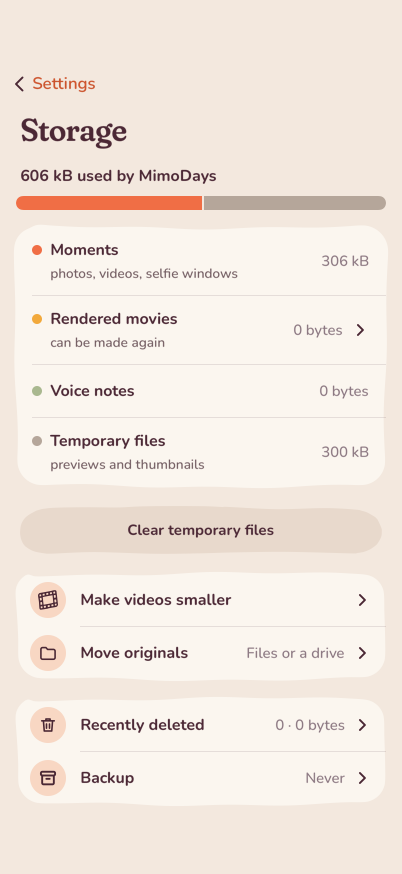 Settings
Storage
606 kB used by MimoDays
Moments
photos, videos, selfie windows
306 kB
Rendered movies
can be made again
0 bytes
Voice notes
0 bytes
Temporary files
previews and thumbnails
300 kB
Clear temporary files
Make videos smaller
Move originals
Files or a drive
Recently deleted
0 · 0 bytes
Backup
Never